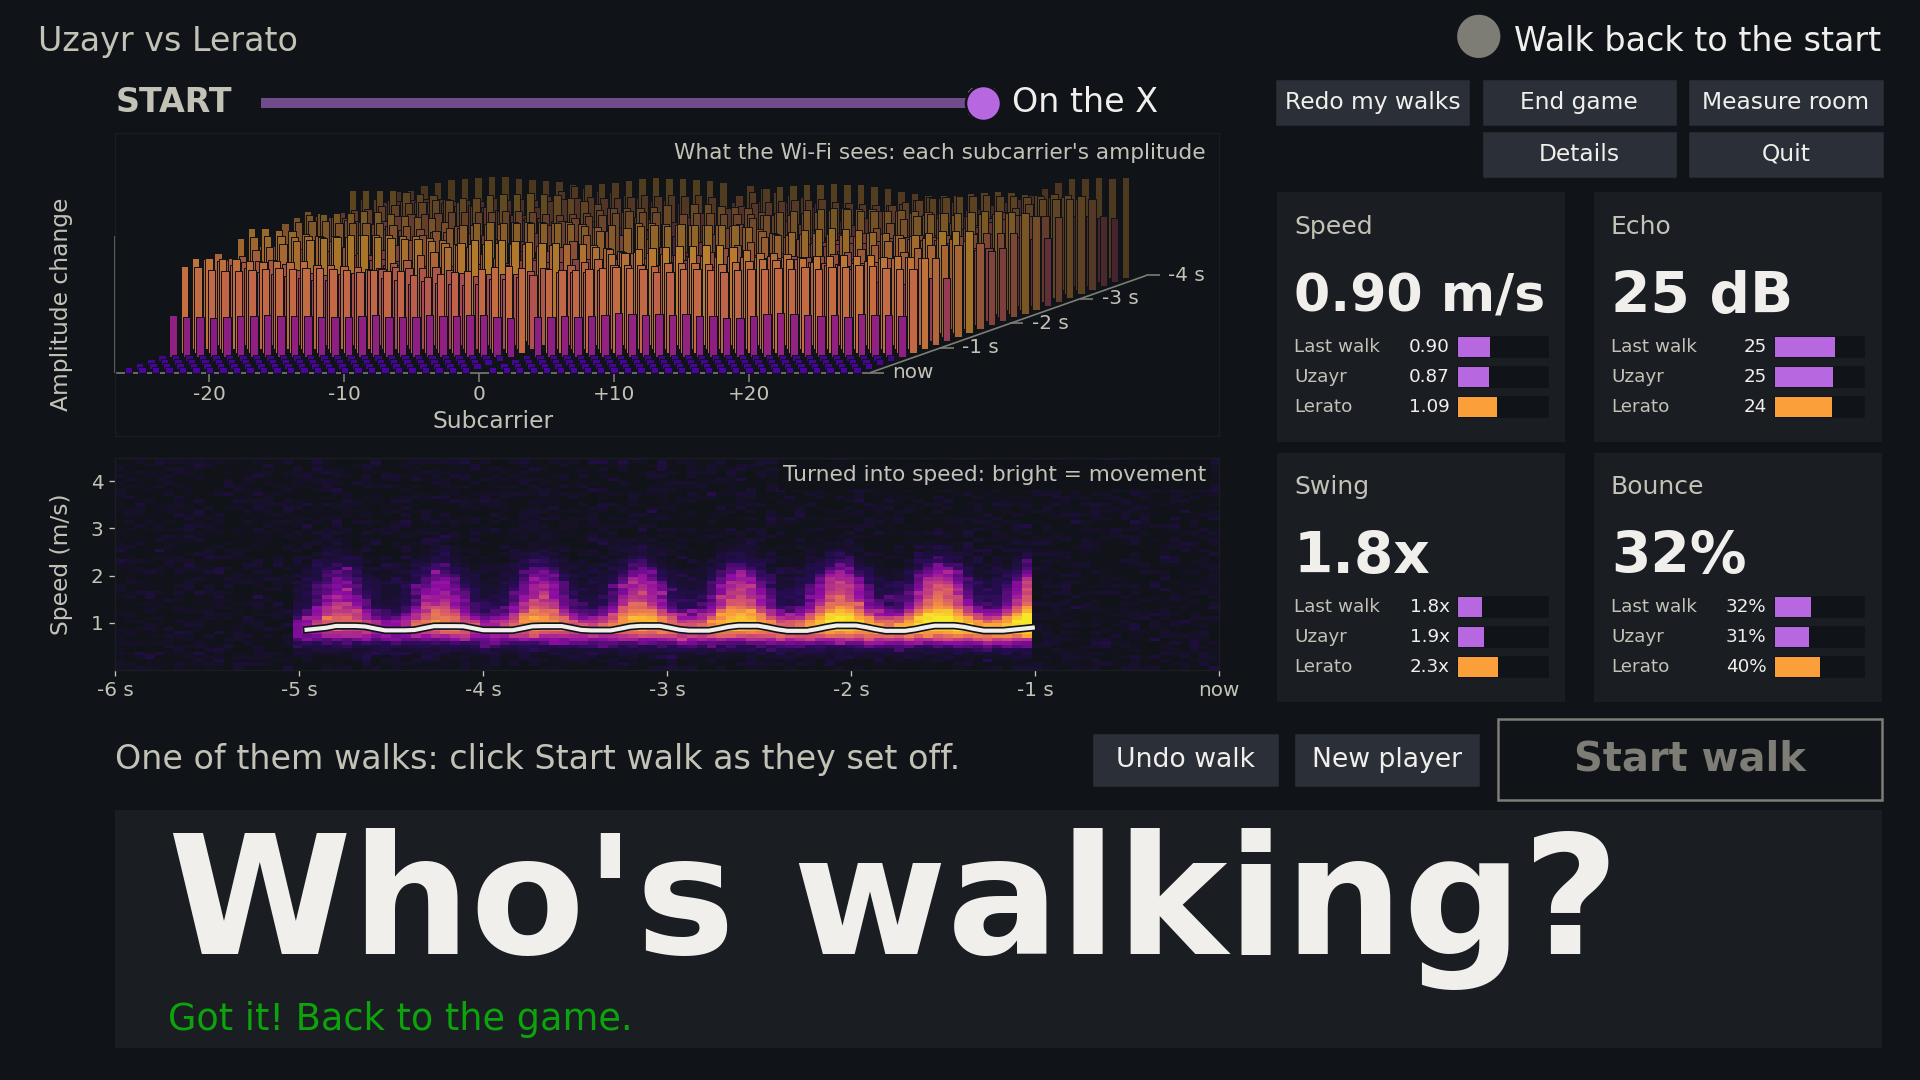 Uzayr vs Lerato
Walk back to the start
START
On the X
Redo my walks
End game
Measure room
Details
Quit
What the Wi-Fi sees: each subcarrier's amplitude
Amplitude change
-4 s
-3 s
-2 s
-1 s
now
-20
-10
0
+10
+20
Subcarrier
Turned into speed: bright = movement
Speed (m/s)
4
3
2
1
-6 s
-5 s
-4 s
-3 s
-2 s
-1 s
now
Speed
0.90 m/s
Last walk 0.90
Uzayr 0.87
Lerato 1.09
Echo
25 dB
Last walk 25
Uzayr 25
Lerato 24
Swing
1.8x
Last walk 1.8x
Uzayr 1.9x
Lerato 2.3x
Bounce
32%
Last walk 32%
Uzayr 31%
Lerato 40%
One of them walks: click Start walk as they set off.
Undo walk
New player
Start walk
Who's walking?
Got it! Back to the game.